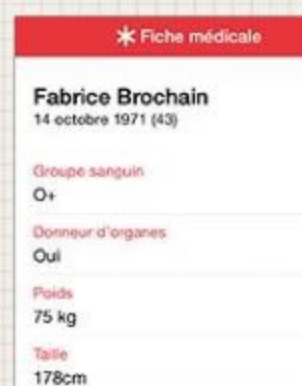 * Fiche médicale
Fabrice Brochain
14 octobre 1971 (43)
Groupe sanguin
O+
Donneur d'organes
Oui
Poids
75 kg
Taille
178cm